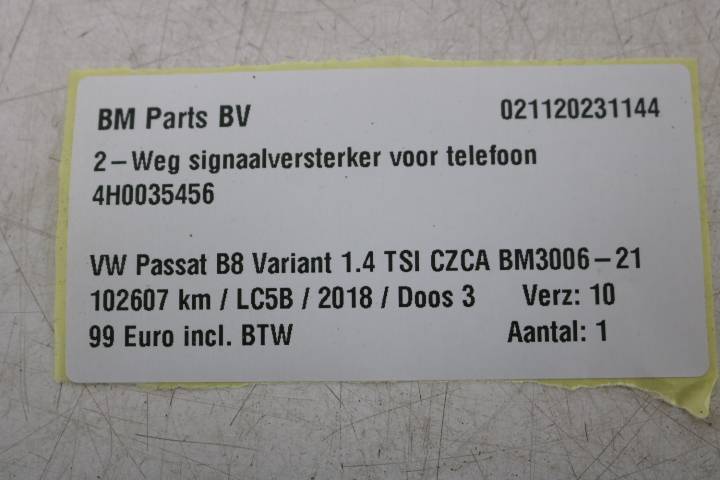 BM Parts BV 021120231144
2-Weg signaalversterker voor telefoon
4H0035456
VW Passat B8 Variant 1.4 TSI CZCA BM3006-21
102607 km / LC5B / 2018 / Doos 3 Verz: 10
99 Euro incl. BTW Aantal: 1